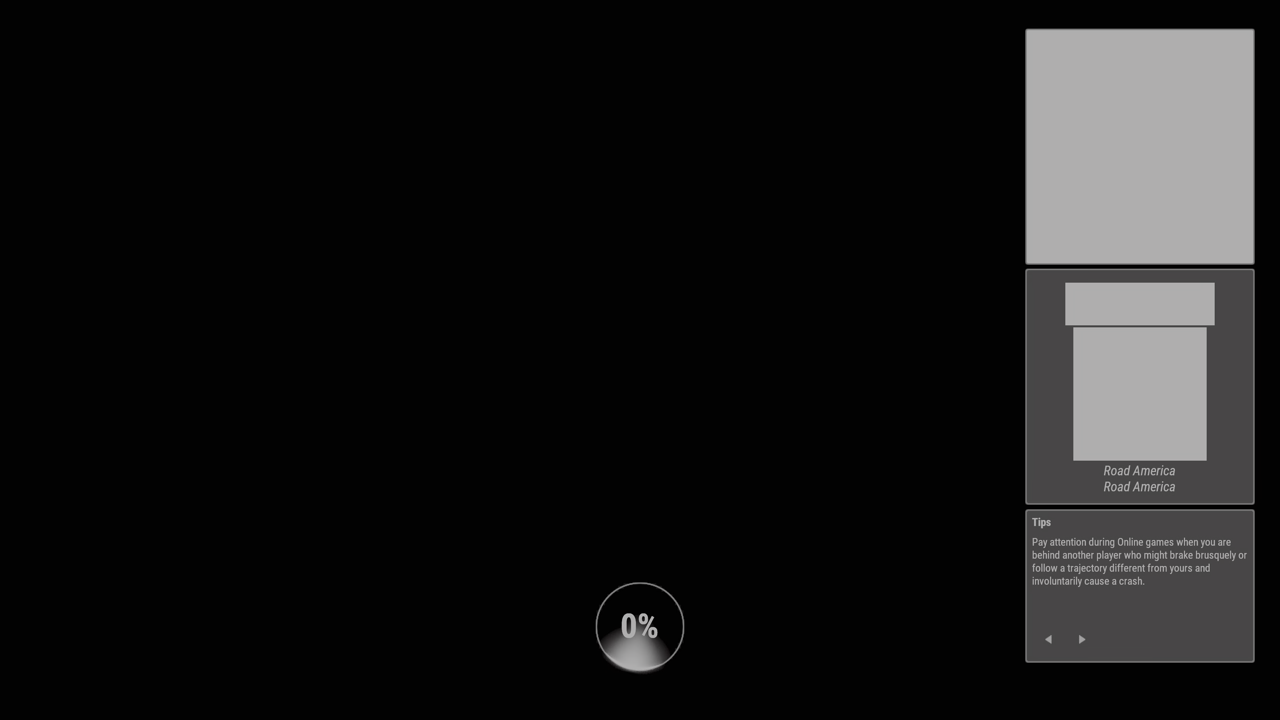 Road America
Road America
Tips
Pay attention during Online games when you are
behind another player who might brake brusquely or
follow a trajectory different from yours and
involuntarily cause a crash.
0%